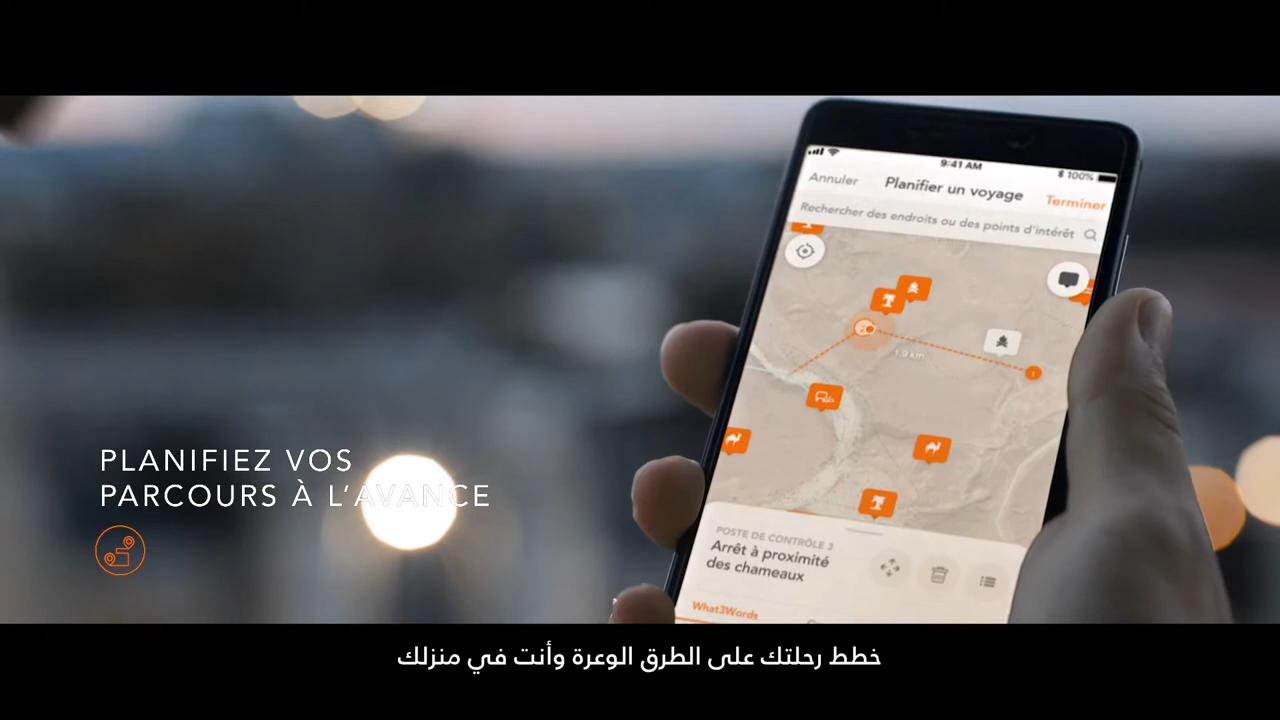 9:41 AM
100%
Annuler
Planifier un voyage
Terminer
Rechercher des endroits ou des points d'intérêt
1.9 km
1
PLANIFIEZ VOS
PARCOURS À L'AVANCE
POSTE DE CONTRÔLE 3
Arrêt à proximité
des chameaux
What3Words
خطط رحلتك على الطرق الوعرة وأنت في منزلك